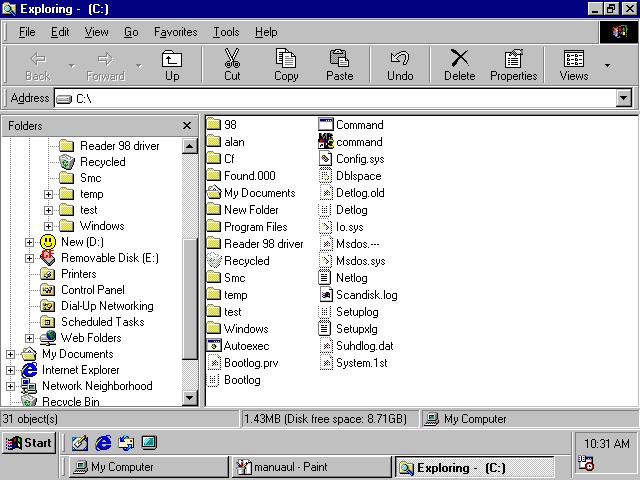 Exploring - (C:)
File Edit View Go Favorites Tools Help
Back Forward Up Cut Copy Paste Undo Delete Properties Views
Address C:\
Folders
Reader 98 driver
Recycled
Smc
temp
test
Windows
New (D:)
Removable Disk (E:)
Printers
Control Panel
Dial-Up Networking
Scheduled Tasks
Web Folders
My Documents
Internet Explorer
Network Neighborhood
Recycle Bin
98
alan
Cf
Found.000
My Documents
New Folder
Program Files
Reader 98 driver
Recycled
Smc
temp
test
Windows
Autoexec
Bootlog.prv
Bootlog
Command
command
Config.sys
Dblspace
Detlog.old
Detlog
Io.sys
Msdos.---
Msdos.sys
Netlog
Scandisk.log
Setuplog
Setupxlg
Suhdlog.dat
System.1st
31 object(s) 1.43MB (Disk free space: 8.71GB) My Computer
Start 10:31 AM
My Computer manuaul - Paint Exploring - (C:)